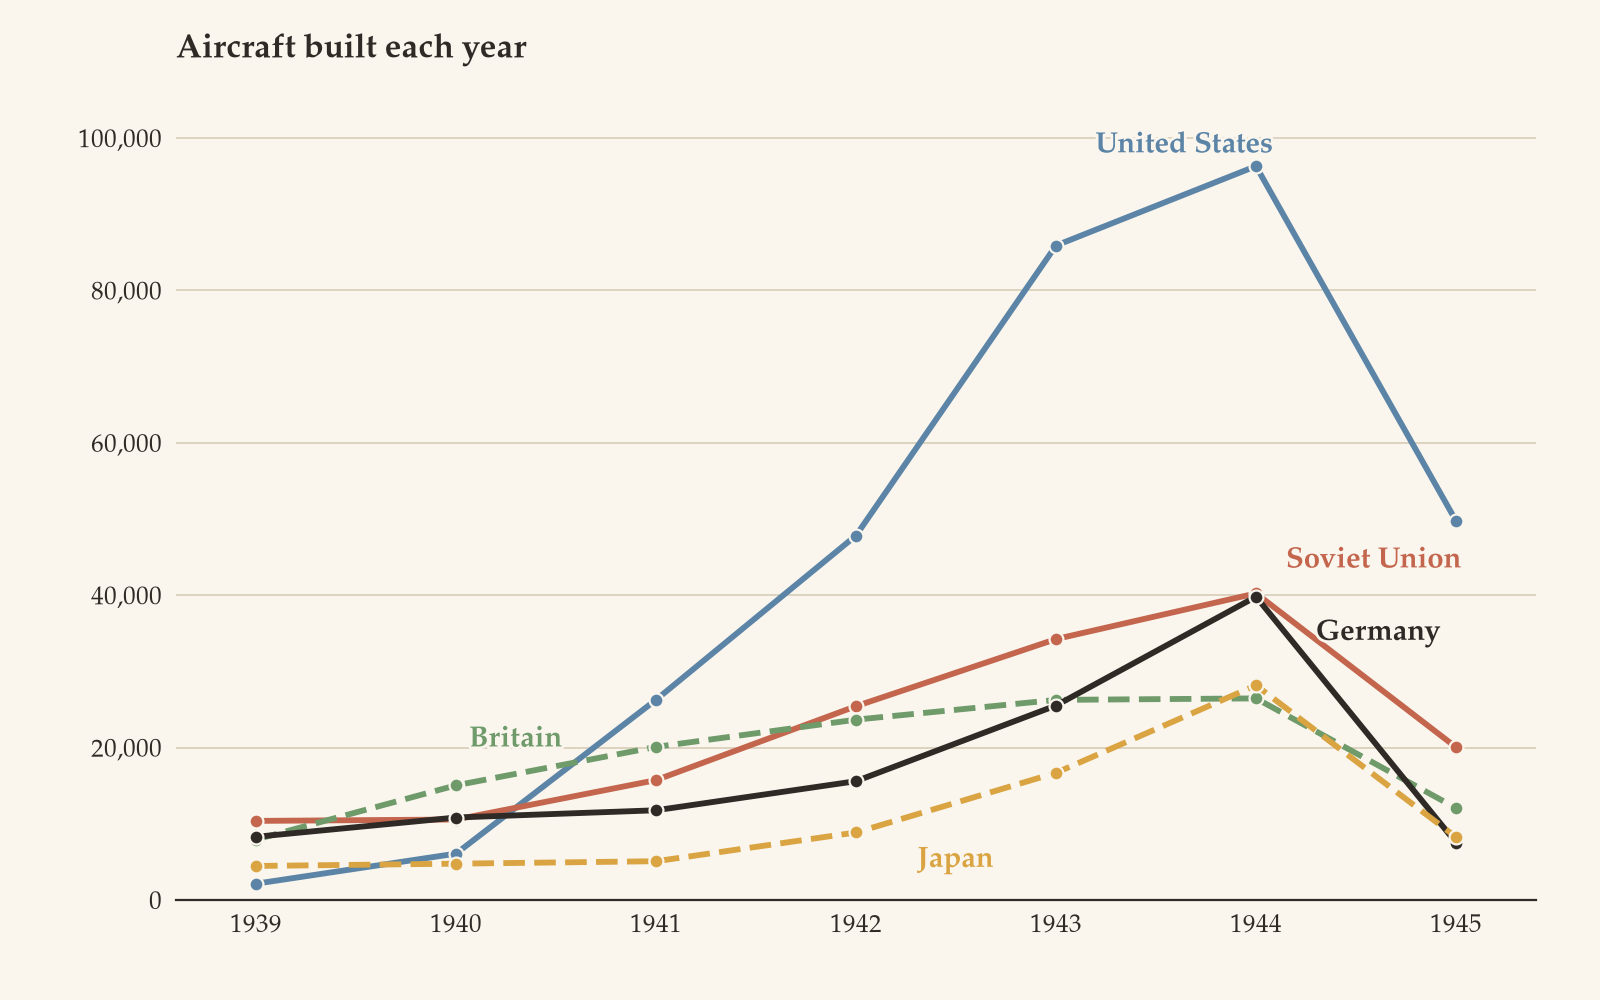 Aircraft built each year
100,000
United States
80,000
60,000
Soviet Union
40,000
Germany
Britain
20,000
Japan
0
1939 1940 1941 1942 1943 1944 1945